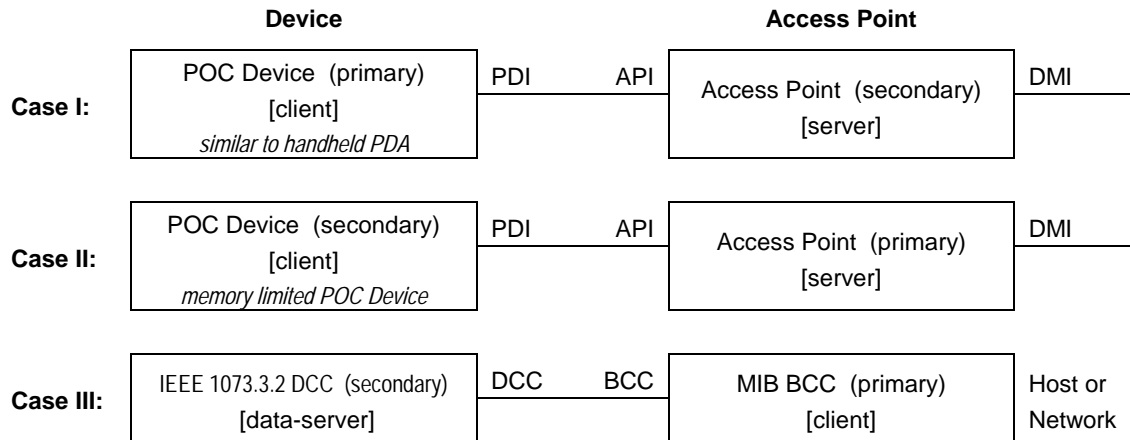 Device Access Point
Case I:
POC Device (primary)
[client]
similar to handheld PDA
PDI API
Access Point (secondary)
[server]
DMI
Case II:
POC Device (secondary)
[client]
memory limited POC Device
PDI API
Access Point (primary)
[server]
DMI
Case III:
IEEE 1073.3.2 DCC (secondary)
[data-server]
DCC BCC
MIB BCC (primary)
[client]
Host or
Network